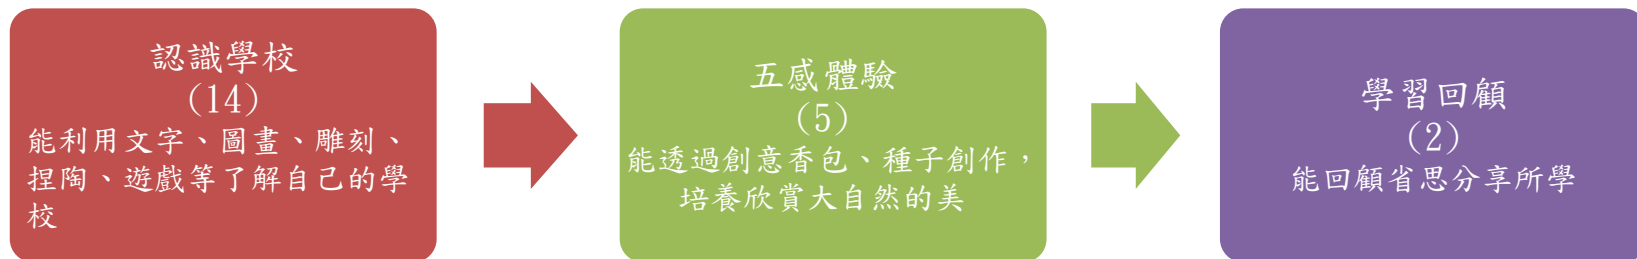 認識學校
(14)
能利用文字、圖畫、雕刻、
捏陶、遊戲等了解自己的學
校
五感體驗
(5)
能透過創意香包、種子創作，
培養欣賞大自然的美
學習回顧
(2)
能回顧省思分享所學